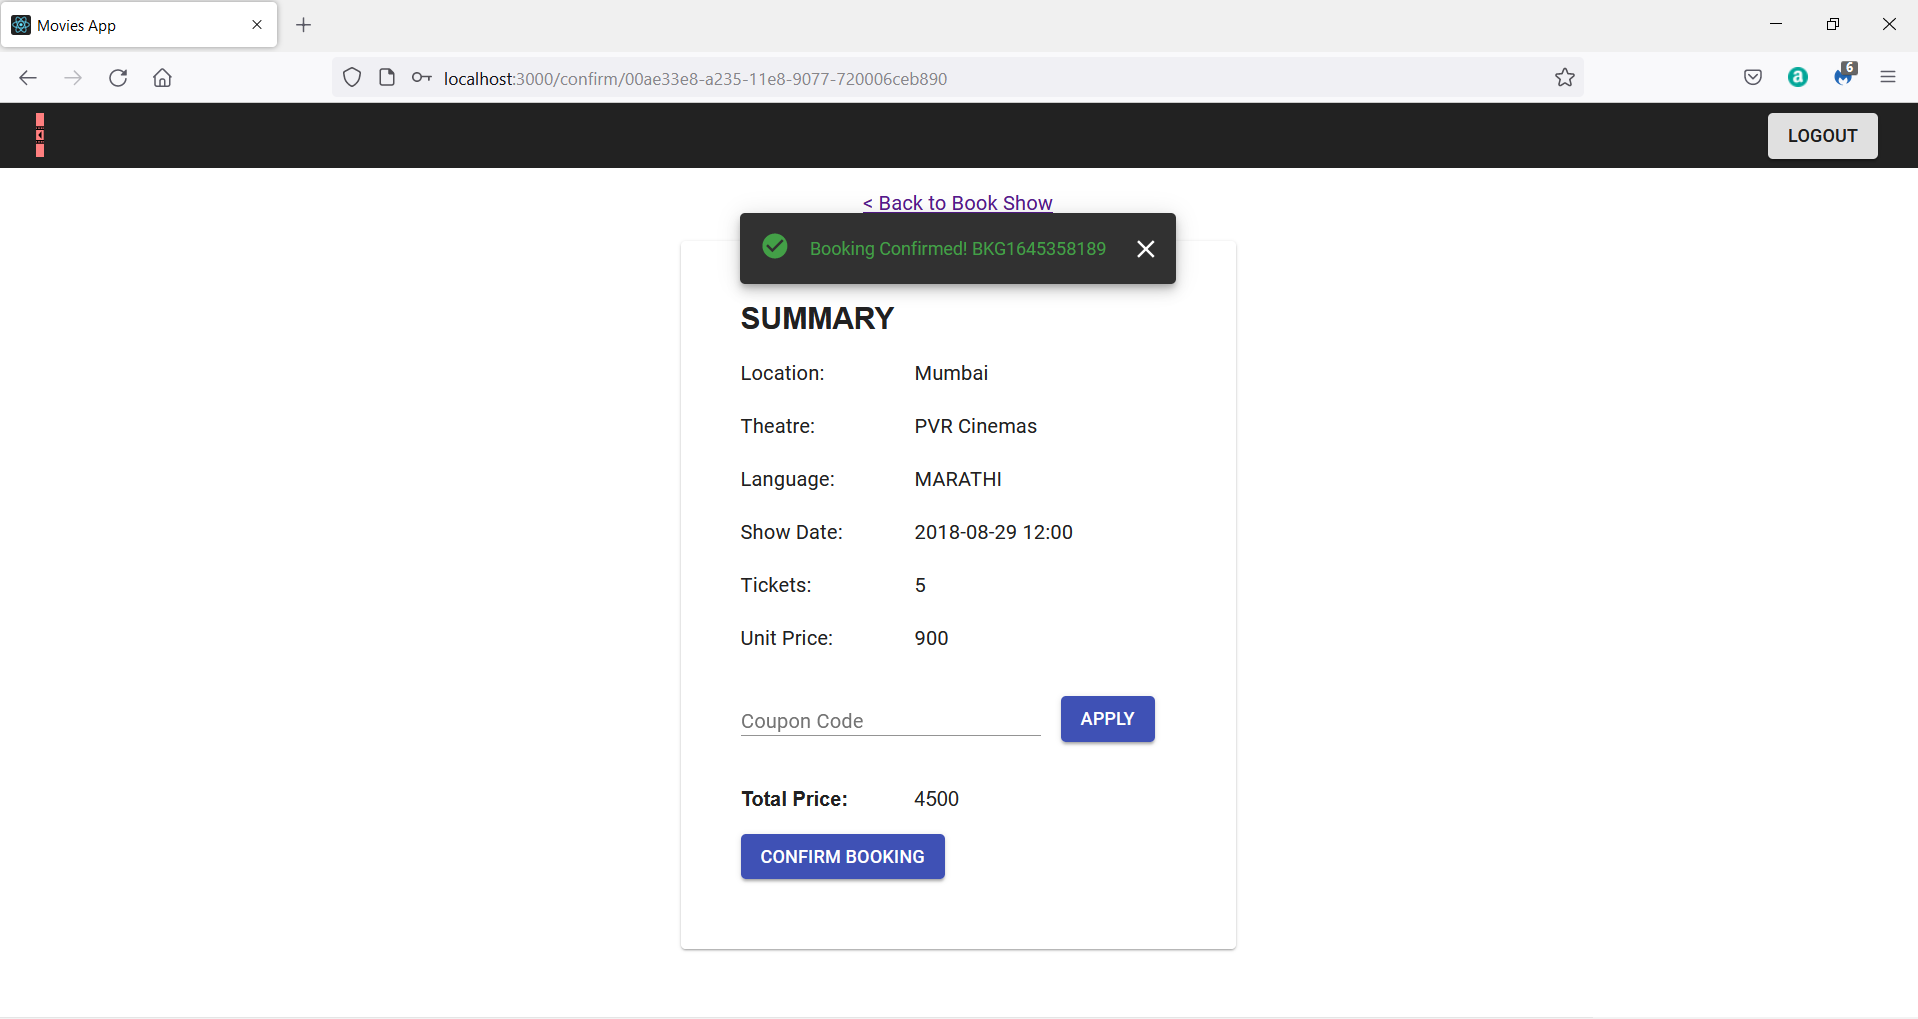 Movies App
localhost:3000/confirm/00ae33e8-a235-11e8-9077-720006ceb890
a
6
LOGOUT
< Back to Book Show
Booking Confirmed! BKG1645358189
SUMMARY
Location: Mumbai
Theatre: PVR Cinemas
Language: MARATHI
Show Date: 2018-08-29 12:00
Tickets: 5
Unit Price: 900
Coupon Code APPLY
Total Price: 4500
CONFIRM BOOKING